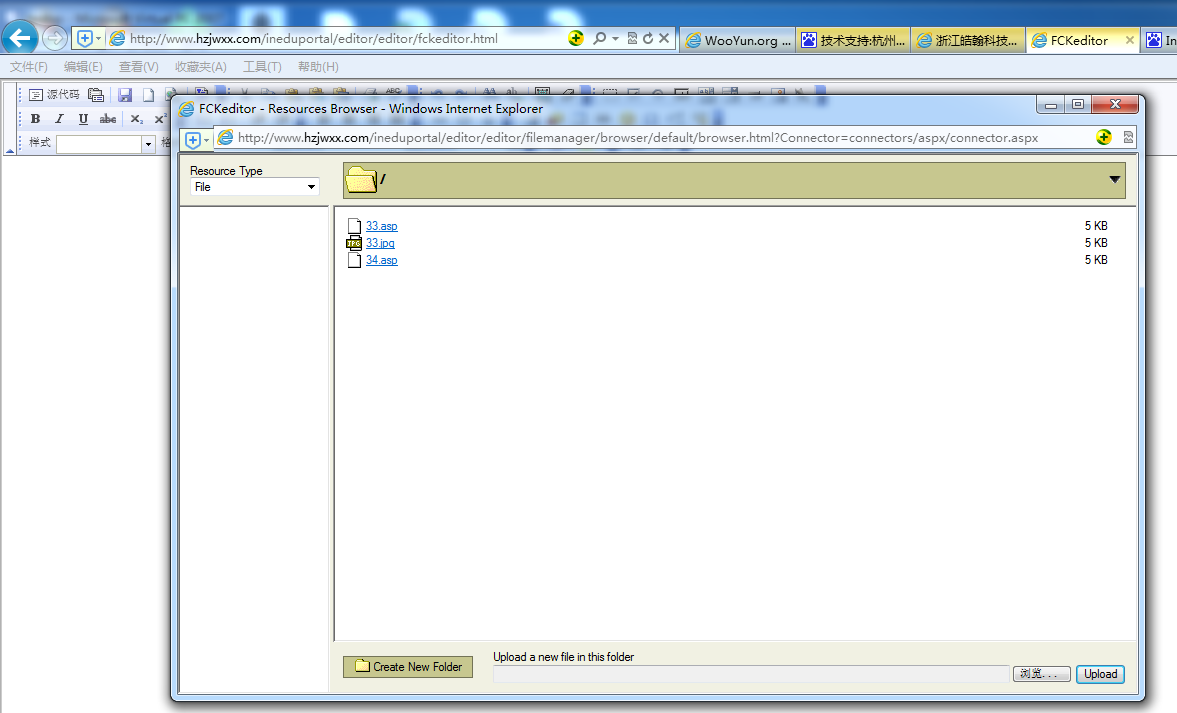 http://www.hzjwxx.com/ineduportal/editor/editor/fckeditor.html
WooYun.org ...
技术支持:杭州...
浙江皓翰科技...
FCKeditor
In
文件(F) 编辑(E) 查看(V) 收藏夹(A) 工具(T) 帮助(H)
源代码
FCKeditor - Resources Browser - Windows Internet Explorer
B I U abc X₂ X²
http://www.hzjwxx.com/ineduportal/editor/editor/filemanager/browser/default/browser.html?Connector=connectors/aspx/connector.aspx
样式
Resource Type
File
/
33.asp 5 KB
33.jpg 5 KB
34.asp 5 KB
Create New Folder
Upload a new file in this folder
浏览... Upload